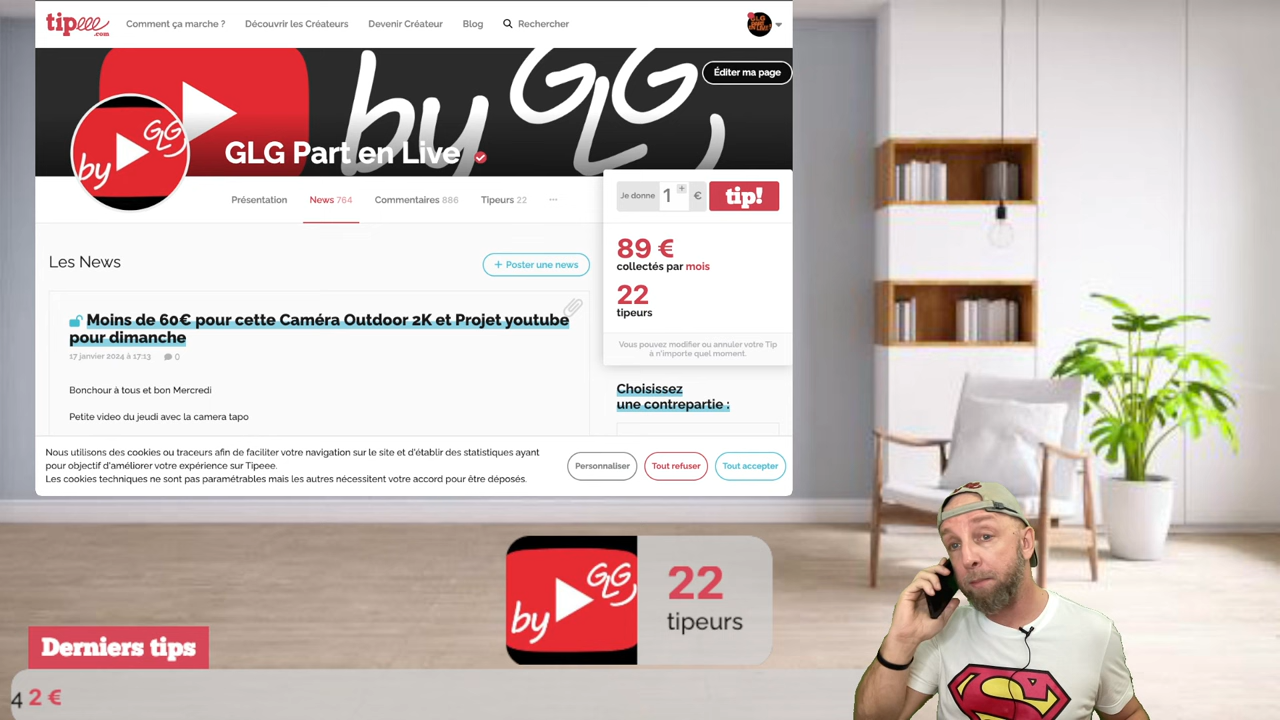 tipeee
.com
Comment ça marche ?
Découvrir les Créateurs
Devenir Créateur
Blog
Rechercher
by GLG
Éditer ma page
by GLG
GLG Part en Live
Présentation
News 764
Commentaires 886
Tipeurs 22
...
Je donne 1 + €
tip!
89 €
collectés par mois
22
tipeurs
Vous pouvez modifier ou annuler votre Tip
à n'importe quel moment.
Les News
+ Poster une news
Moins de 60€ pour cette Caméra Outdoor 2K et Projet youtube
pour dimanche
17 janvier 2024 à 17:13
0
Bonchour à tous et bon Mercredi
Petite video du jeudi avec la camera tapo
Choisissez
une contrepartie :
Nous utilisons des cookies ou traceurs afin de faciliter votre navigation sur le site et d'établir des statistiques ayant
pour objectif d'améliorer votre expérience sur Tipeee.
Les cookies techniques ne sont pas paramétrables mais les autres nécessitent votre accord pour être déposés.
Personnaliser
Tout refuser
Tout accepter
by GLG
22
tipeurs
Derniers tips
4 2 €
S